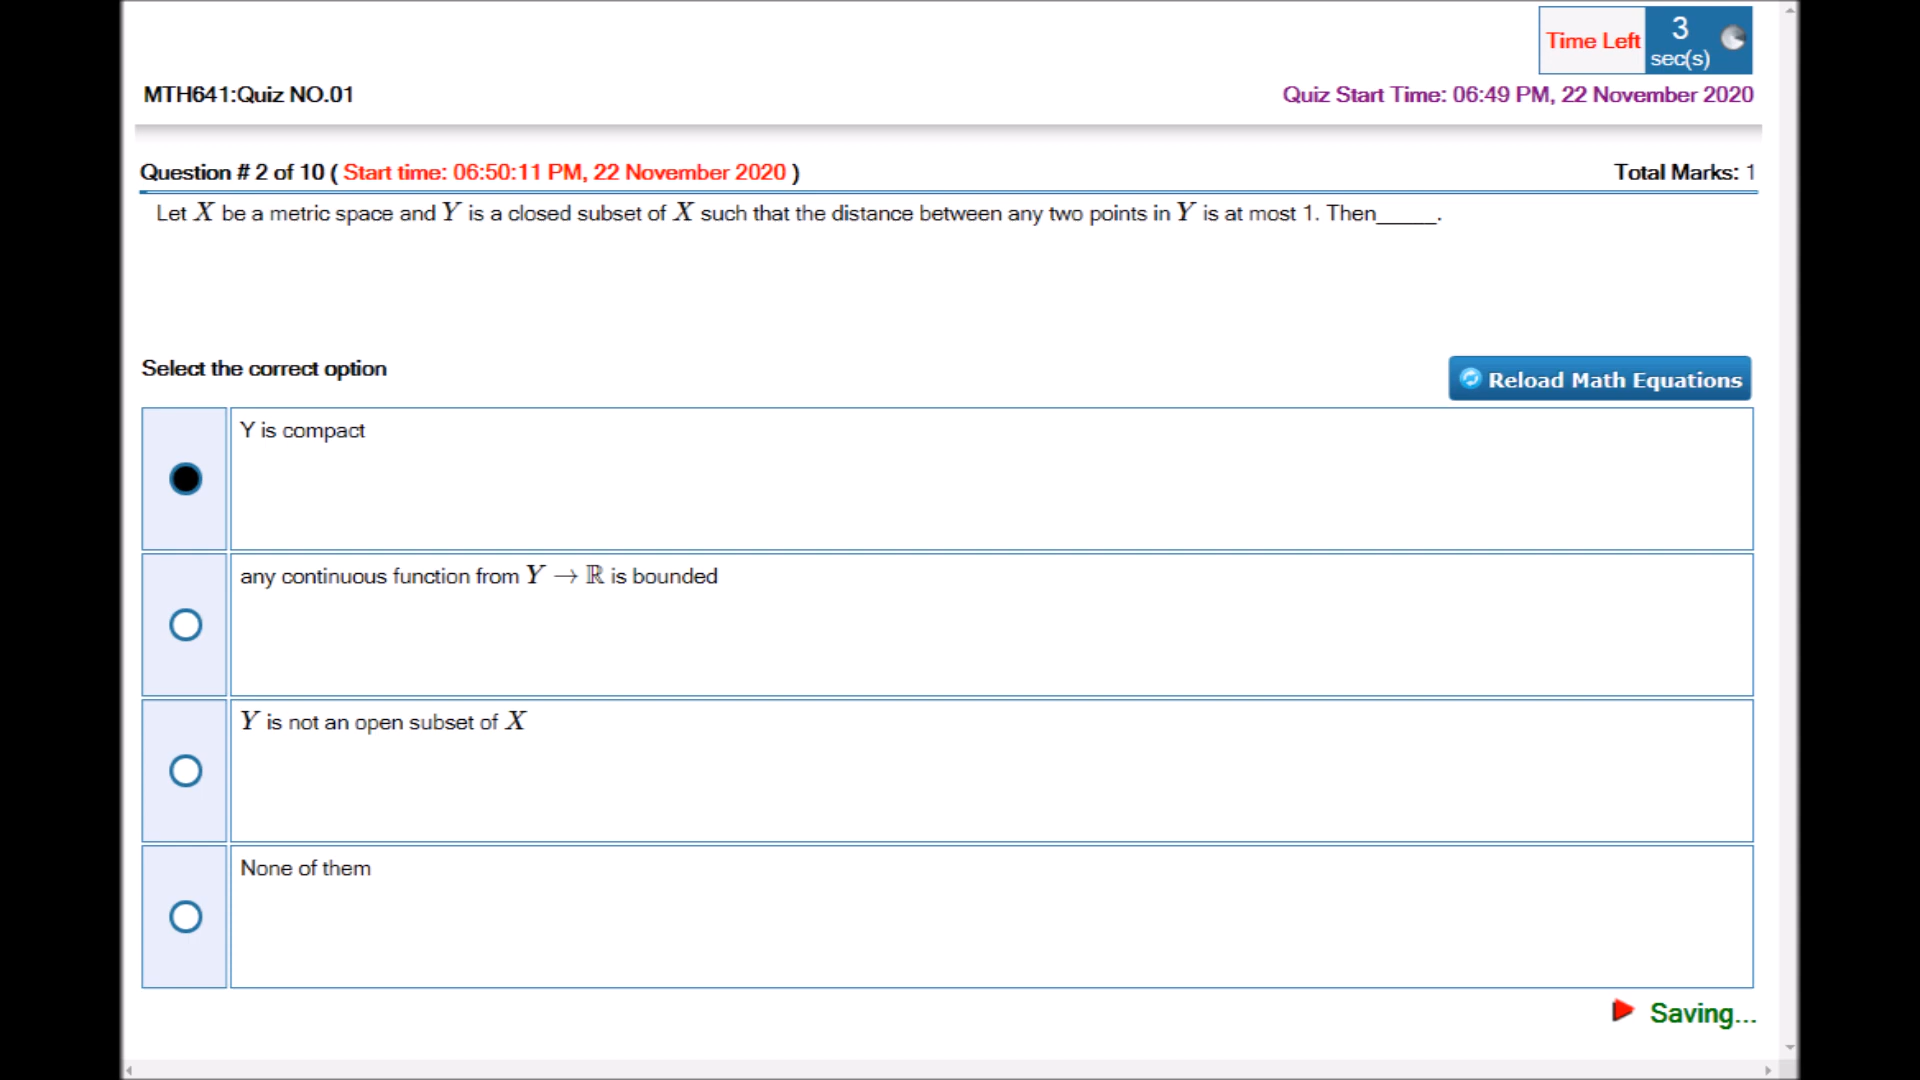 Time Left 3 sec(s)
MTH641:Quiz NO.01 Quiz Start Time: 06:49 PM, 22 November 2020
Question # 2 of 10 ( Start time: 06:50:11 PM, 22 November 2020 ) Total Marks: 1
Let X be a metric space and Y is a closed subset of X such that the distance between any two points in Y is at most 1. Then_____.
Select the correct option
Reload Math Equations
Y is compact
any continuous function from Y → ℝ is bounded
Y is not an open subset of X
None of them
Saving...